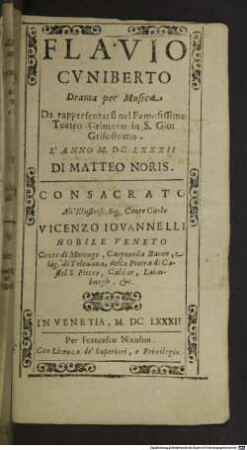 FLAVIO
CVNIBERTO
Drama per Musica
Da rappresentarsi nel Famosissimo
Teatro Grimano in S. Gio:
Grisostomo.
L'ANNO M. DC. LXXXII
DI MATTEO NORIS.
CONSACRATO
All'Illustriss. Sig. Conte Carlo
VICENZO IOVANNELLI
NOBILE VENETO
Conte di Morengo, Carpenedo Baron, e
Sig. di Telvana, della Pietra di Ca-
stel S. Pietro, Caldar, Laim-
burgh, &c.
IN VENETIA, M. DC LXXXII
Per Francesco Nicolini.
Con Licenza de' Superiori, e Privilegio.